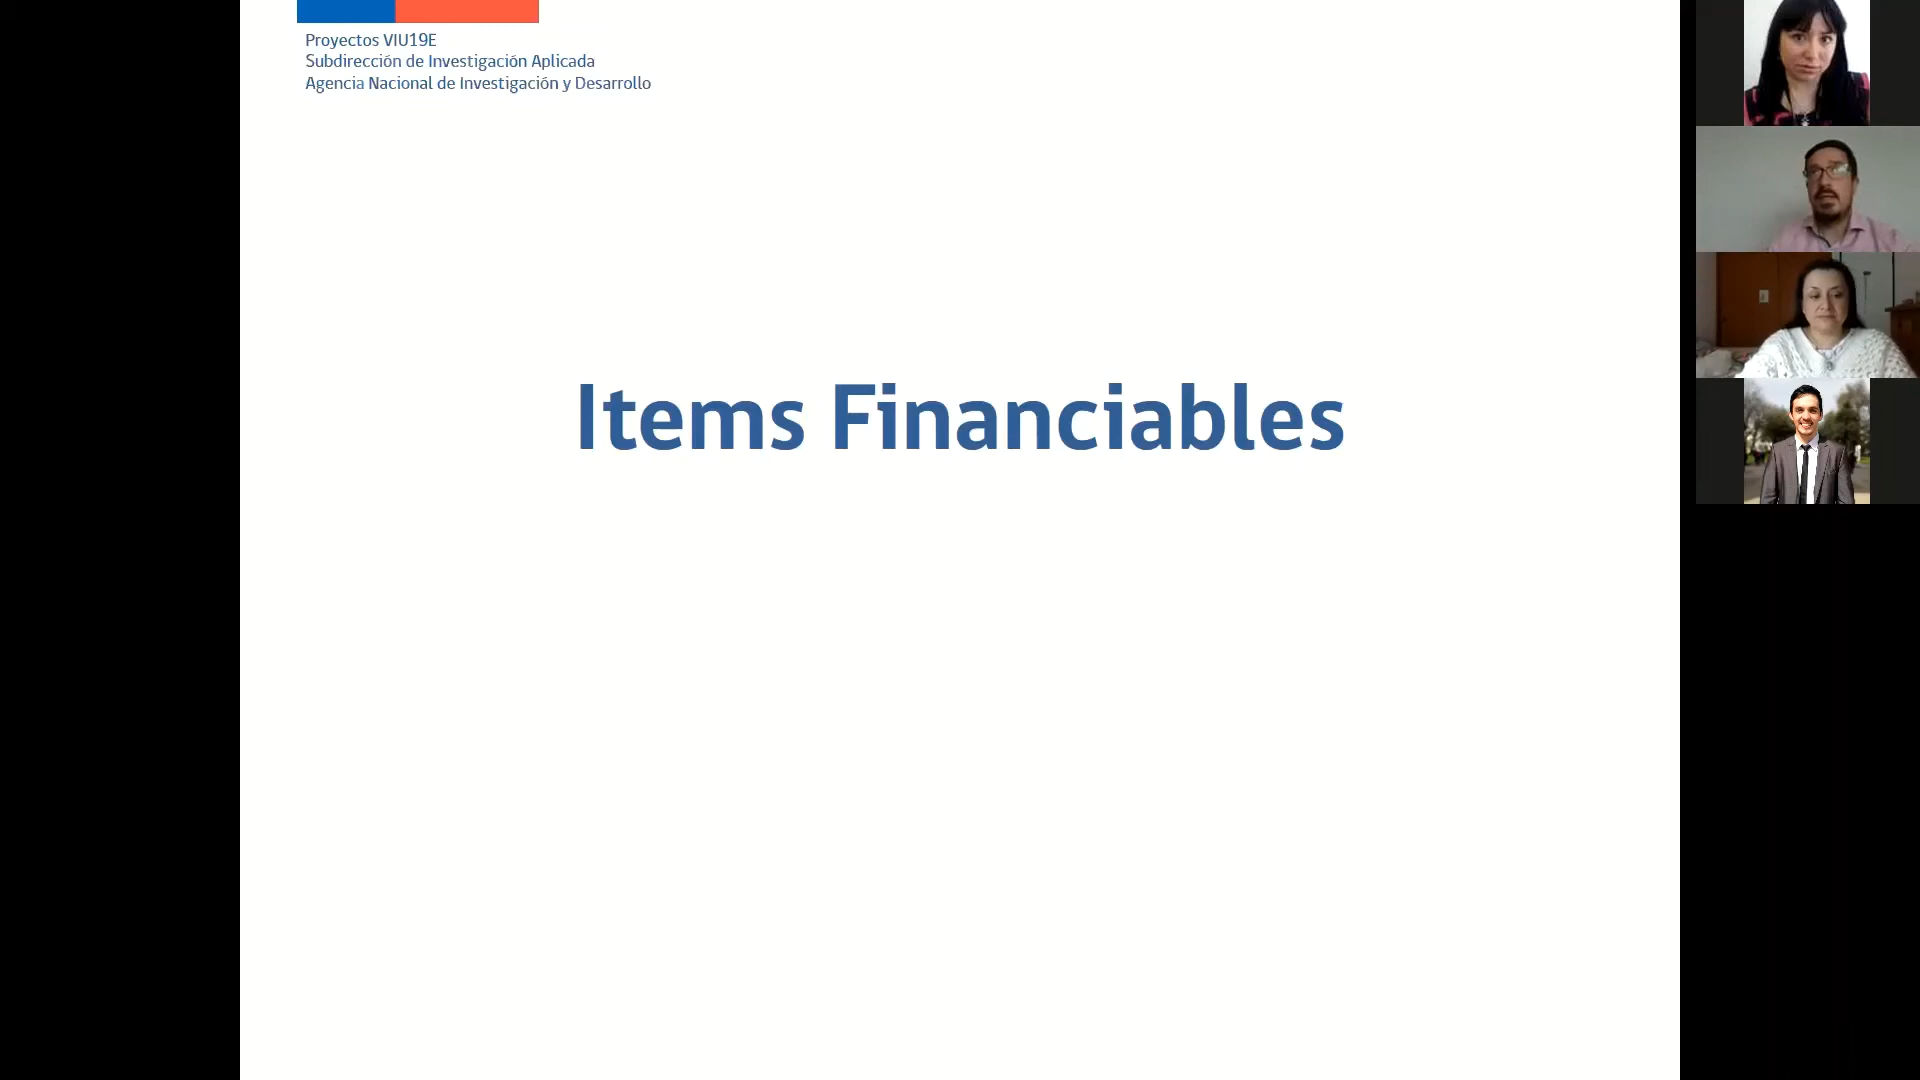 Proyectos VIU19E
Subdirección de Investigación Aplicada
Agencia Nacional de Investigación y Desarrollo
Items Financiables